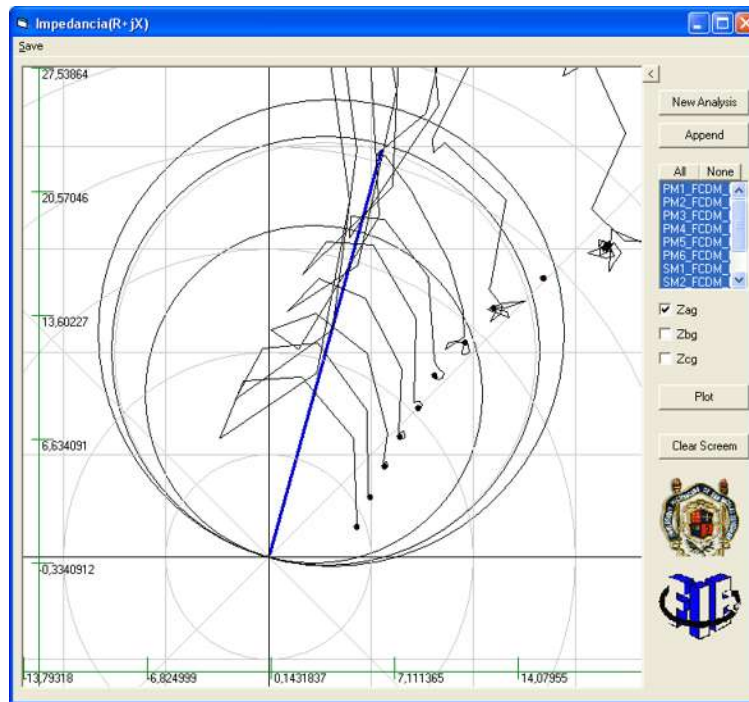 Impedancia(R+jX)
Save
27,53864
20,57046
13,60227
6,634091
-0,3340912
-13,79318
-6,824999
0,1431837
7,111365
14,07955
<
New Analysis
Append
All
None
PM1_FCDM_
PM2_FCDM_
PM3_FCDM_
PM4_FCDM_
PM5_FCDM_
PM6_FCDM_
SM1_FCDM_
SM2_FCDM_
Zag
Zbg
Zcg
Plot
Clear Screem